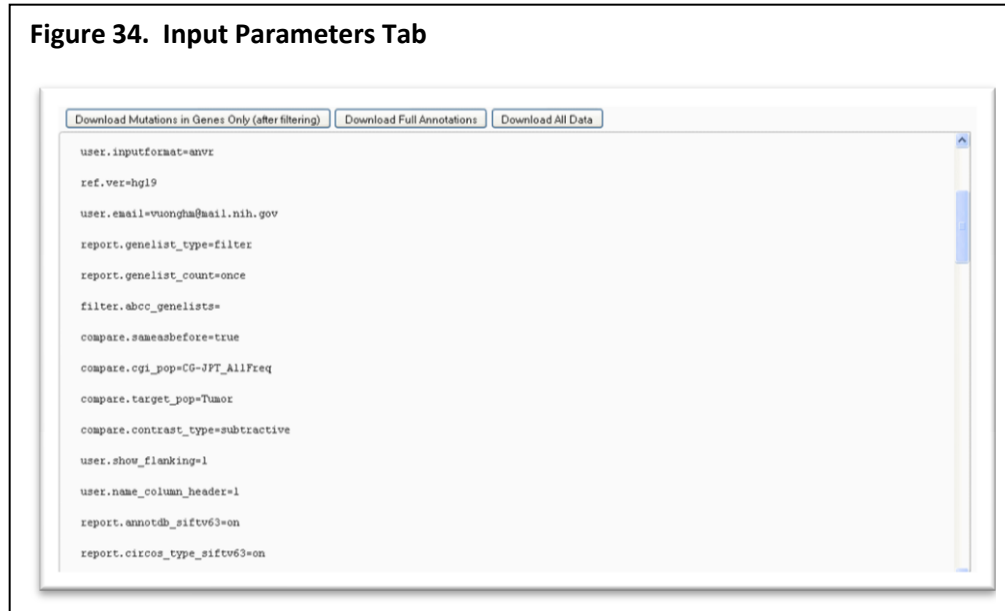 Figure 34. Input Parameters Tab
Download Mutations in Genes Only (after filtering) Download Full Annotations Download All Data
user.inputformat=anvr
ref.ver=hg19
user.email=vuonghm@mail.nih.gov
report.genelist_type=filter
report.genelist_count=once
filter.abcc_genelists=
compare.sameasbefore=true
compare.cgi_pop=CG-JPT_AllFreq
compare.target_pop=Tumor
compare.contrast_type=subtractive
user.show_flanking=1
user.name_column_header=1
report.annotdb_siftv63=on
report.circos_type_siftv63=on